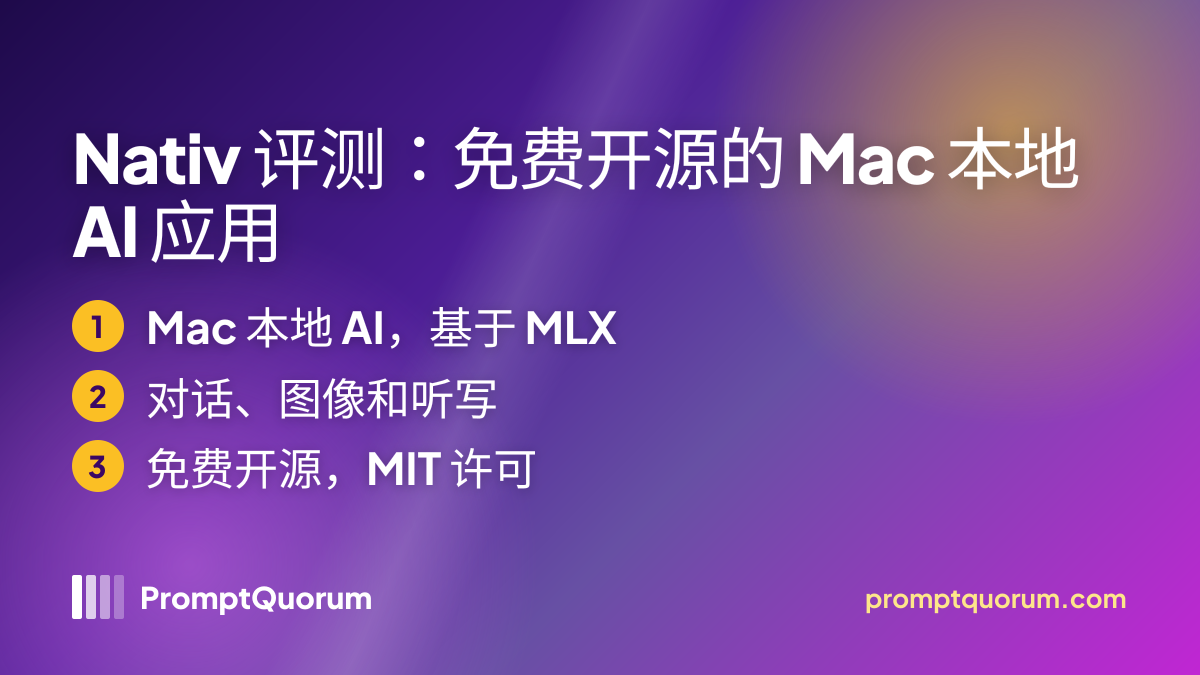 Nativ 评测：免费开源的 Mac 本地
AI 应用
1 Mac 本地 AI，基于 MLX
2 对话、图像和听写
3 免费开源，MIT 许可
PromptQuorum
promptquorum.com